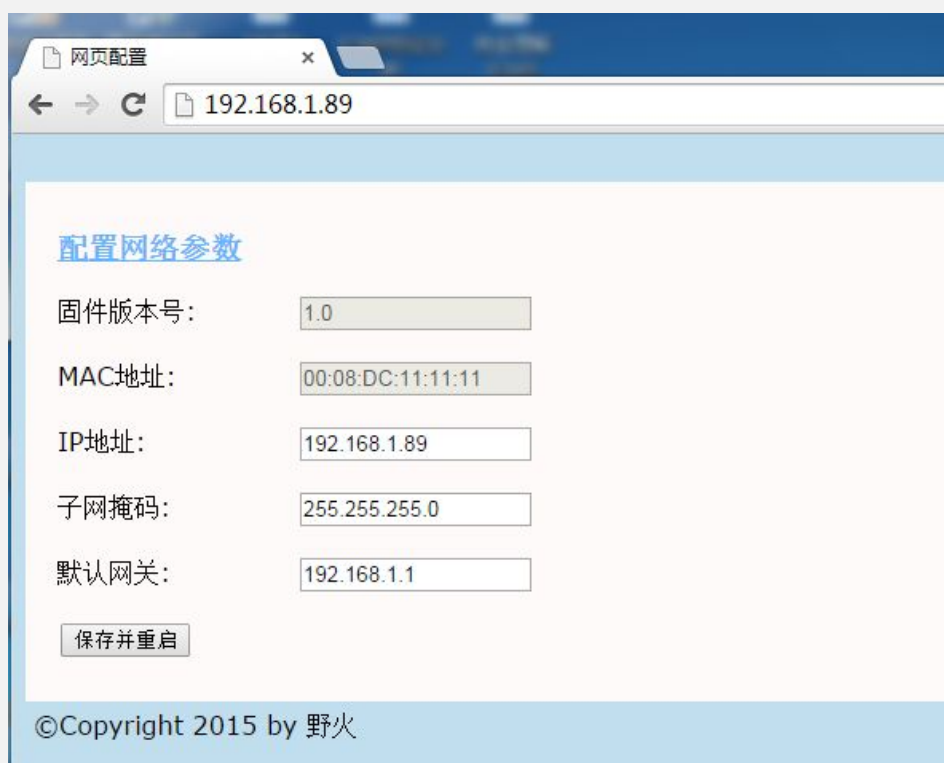 网页配置
192.168.1.89
配置网络参数
固件版本号： 1.0
MAC地址： 00:08:DC:11:11:11
IP地址： 192.168.1.89
子网掩码： 255.255.255.0
默认网关： 192.168.1.1
保存并重启
©Copyright 2015 by 野火